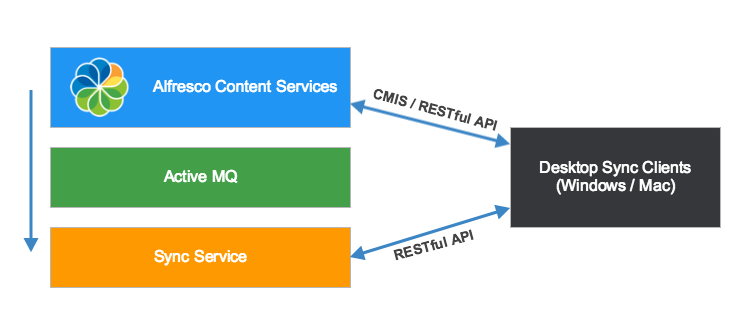 Alfresco Content Services
CMIS / RESTful API
Desktop Sync Clients
(Windows / Mac)
Active MQ
Sync Service
RESTful API